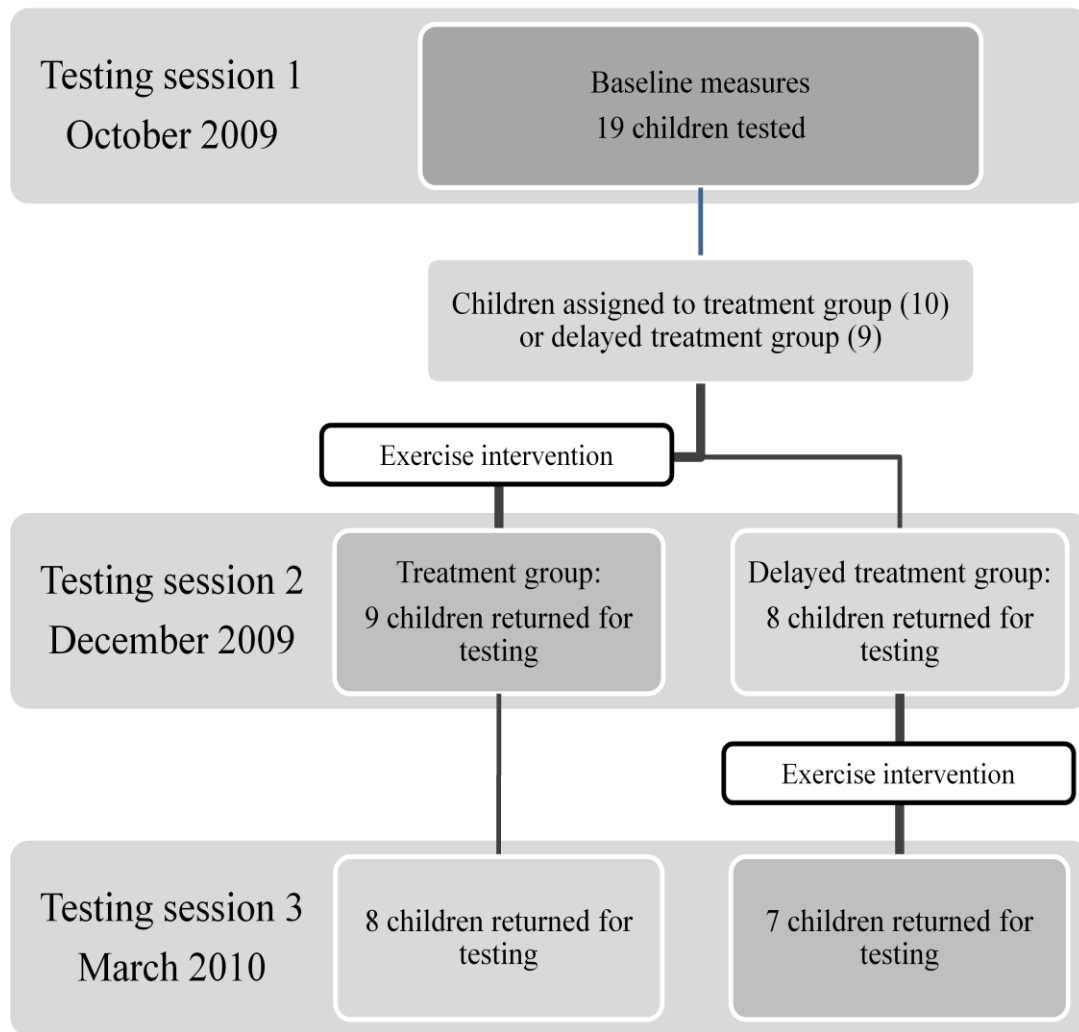 Testing session 1
October 2009
Baseline measures
19 children tested
Children assigned to treatment group (10)
or delayed treatment group (9)
Exercise intervention
Testing session 2
December 2009
Treatment group:
9 children returned for
testing
Delayed treatment group:
8 children returned for
testing
Exercise intervention
Testing session 3
March 2010
8 children returned for
testing
7 children returned for
testing